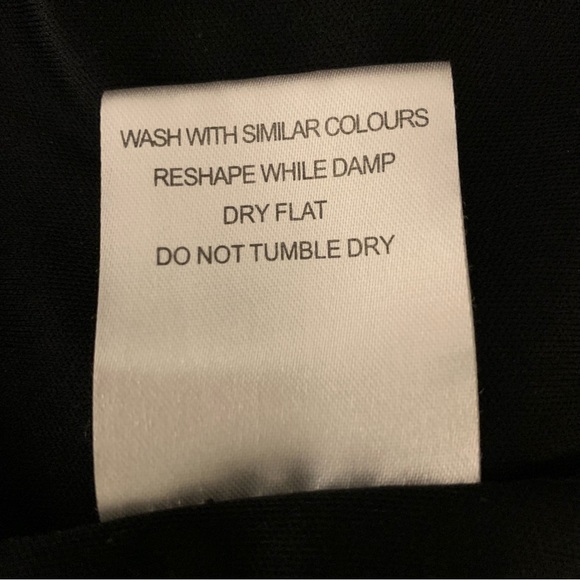 WASH WITH SIMILAR COLOURS
RESHAPE WHILE DAMP
DRY FLAT
DO NOT TUMBLE DRY